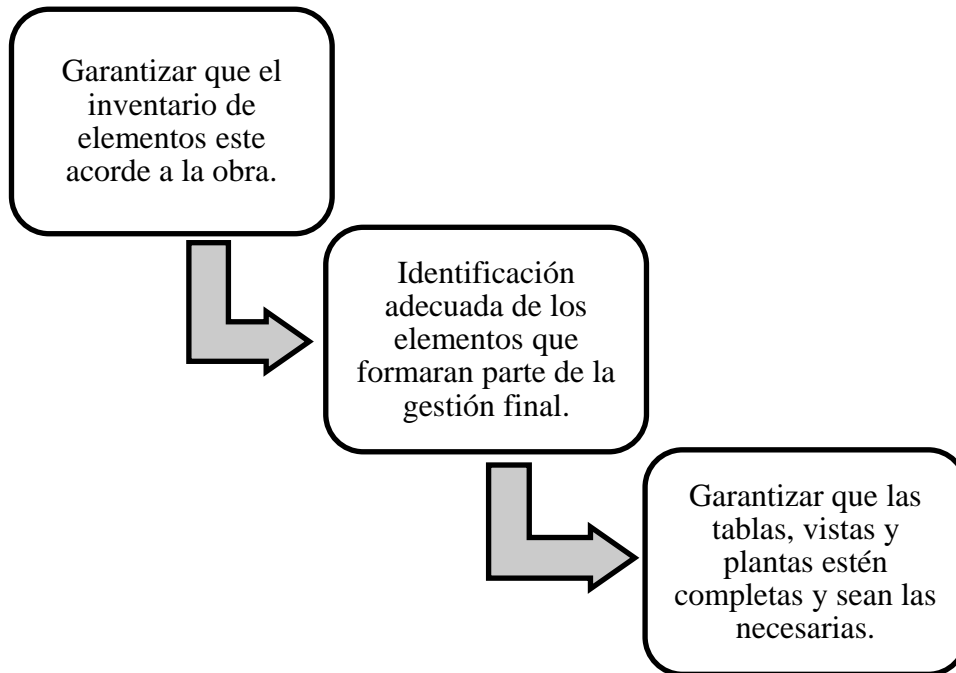 Garantizar que el
inventario de
elementos este
acorde a la obra.
Identificación
adecuada de los
elementos que
formaran parte de la
gestión final.
Garantizar que las
tablas, vistas y
plantas estén
completas y sean las
necesarias.